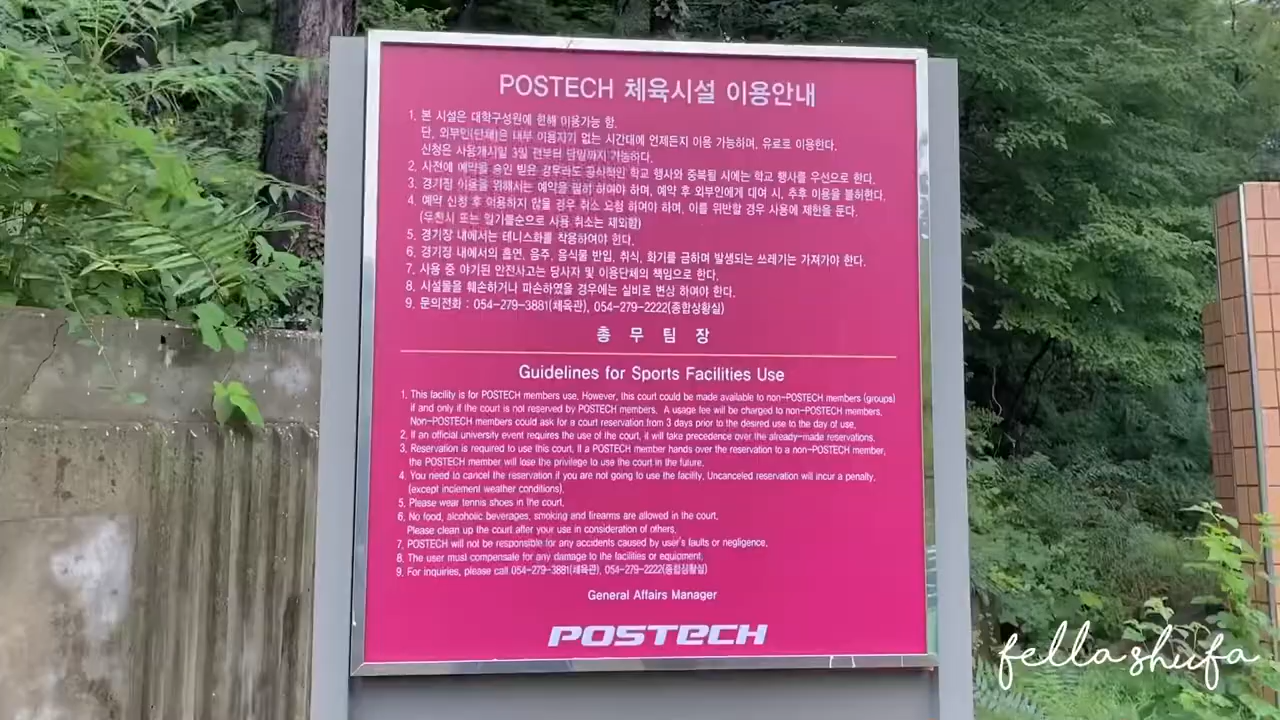 POSTECH 체육시설 이용안내
1. 본 시설은 대학구성원에 한해 이용가능 함.
단, 외부인(단체)은 내부 이용자가 없는 시간대에 언제든지 이용 가능하며, 유료로 이용한다.
신청은 사용개시일 3일 전부터 당일까지 가능하다.
2. 사전에 예약을 승인 받은 경우라도 공식적인 학교 행사와 중복될 시에는 학교 행사를 우선으로 한다.
3. 경기장 이용을 위해서는 예약을 필히 하여야 하며, 예약 후 외부인에게 대여 시, 추후 이용을 불허한다.
4. 예약 신청 후 이용하지 않을 경우 취소 요청 하여야 하며, 이를 위반할 경우 사용에 제한을 둔다.
(우천시 또는 일기불순으로 사용 취소는 제외함)
5. 경기장 내에서는 테니스화를 착용하여야 한다.
6. 경기장 내에서의 흡연, 음주, 음식물 반입, 취식, 화기를 금하며 발생되는 쓰레기는 가져가야 한다.
7. 사용 중 야기된 안전사고는 당사자 및 이용단체의 책임으로 한다.
8. 시설물을 훼손하거나 파손하였을 경우에는 실비로 변상 하여야 한다.
9. 문의전화 : 054-279-3881(체육관), 054-279-2222(종합상황실)
총 무 팀 장
Guidelines for Sports Facilities Use
1. This facility is for POSTECH members use. However, this court could be made available to non-POSTECH members (groups)
if and only if the court is not reserved by POSTECH members. A usage fee will be charged to non-POSTECH members.
Non-POSTECH members could ask for a court reservation from 3 days prior to the desired use to the day of use.
2. If an official university event requires the use of the court, it will take precedence over the already-made reservations.
3. Reservation is required to use this court. If a POSTECH member hands over the reservation to a non-POSTECH member,
the POSTECH member will lose the privilege to use the court in the future.
4. You need to cancel the reservation if you are not going to use the facility. Uncanceled reservation will incur a penalty.
(except inclement weather conditions).
5. Please wear tennis shoes in the court.
6. No food, alcoholic beverages, smoking and firearms are allowed in the court.
Please clean up the court after your use in consideration of others.
7. POSTECH will not be responsible for any accidents caused by user's faults or negligence.
8. The user must compensate for any damage to the facilities or equipment.
9. For inquiries, please call 054-279-3881(체육관), 054-279-2222(종합상황실)
General Affairs Manager
POSTECH
fellashufa